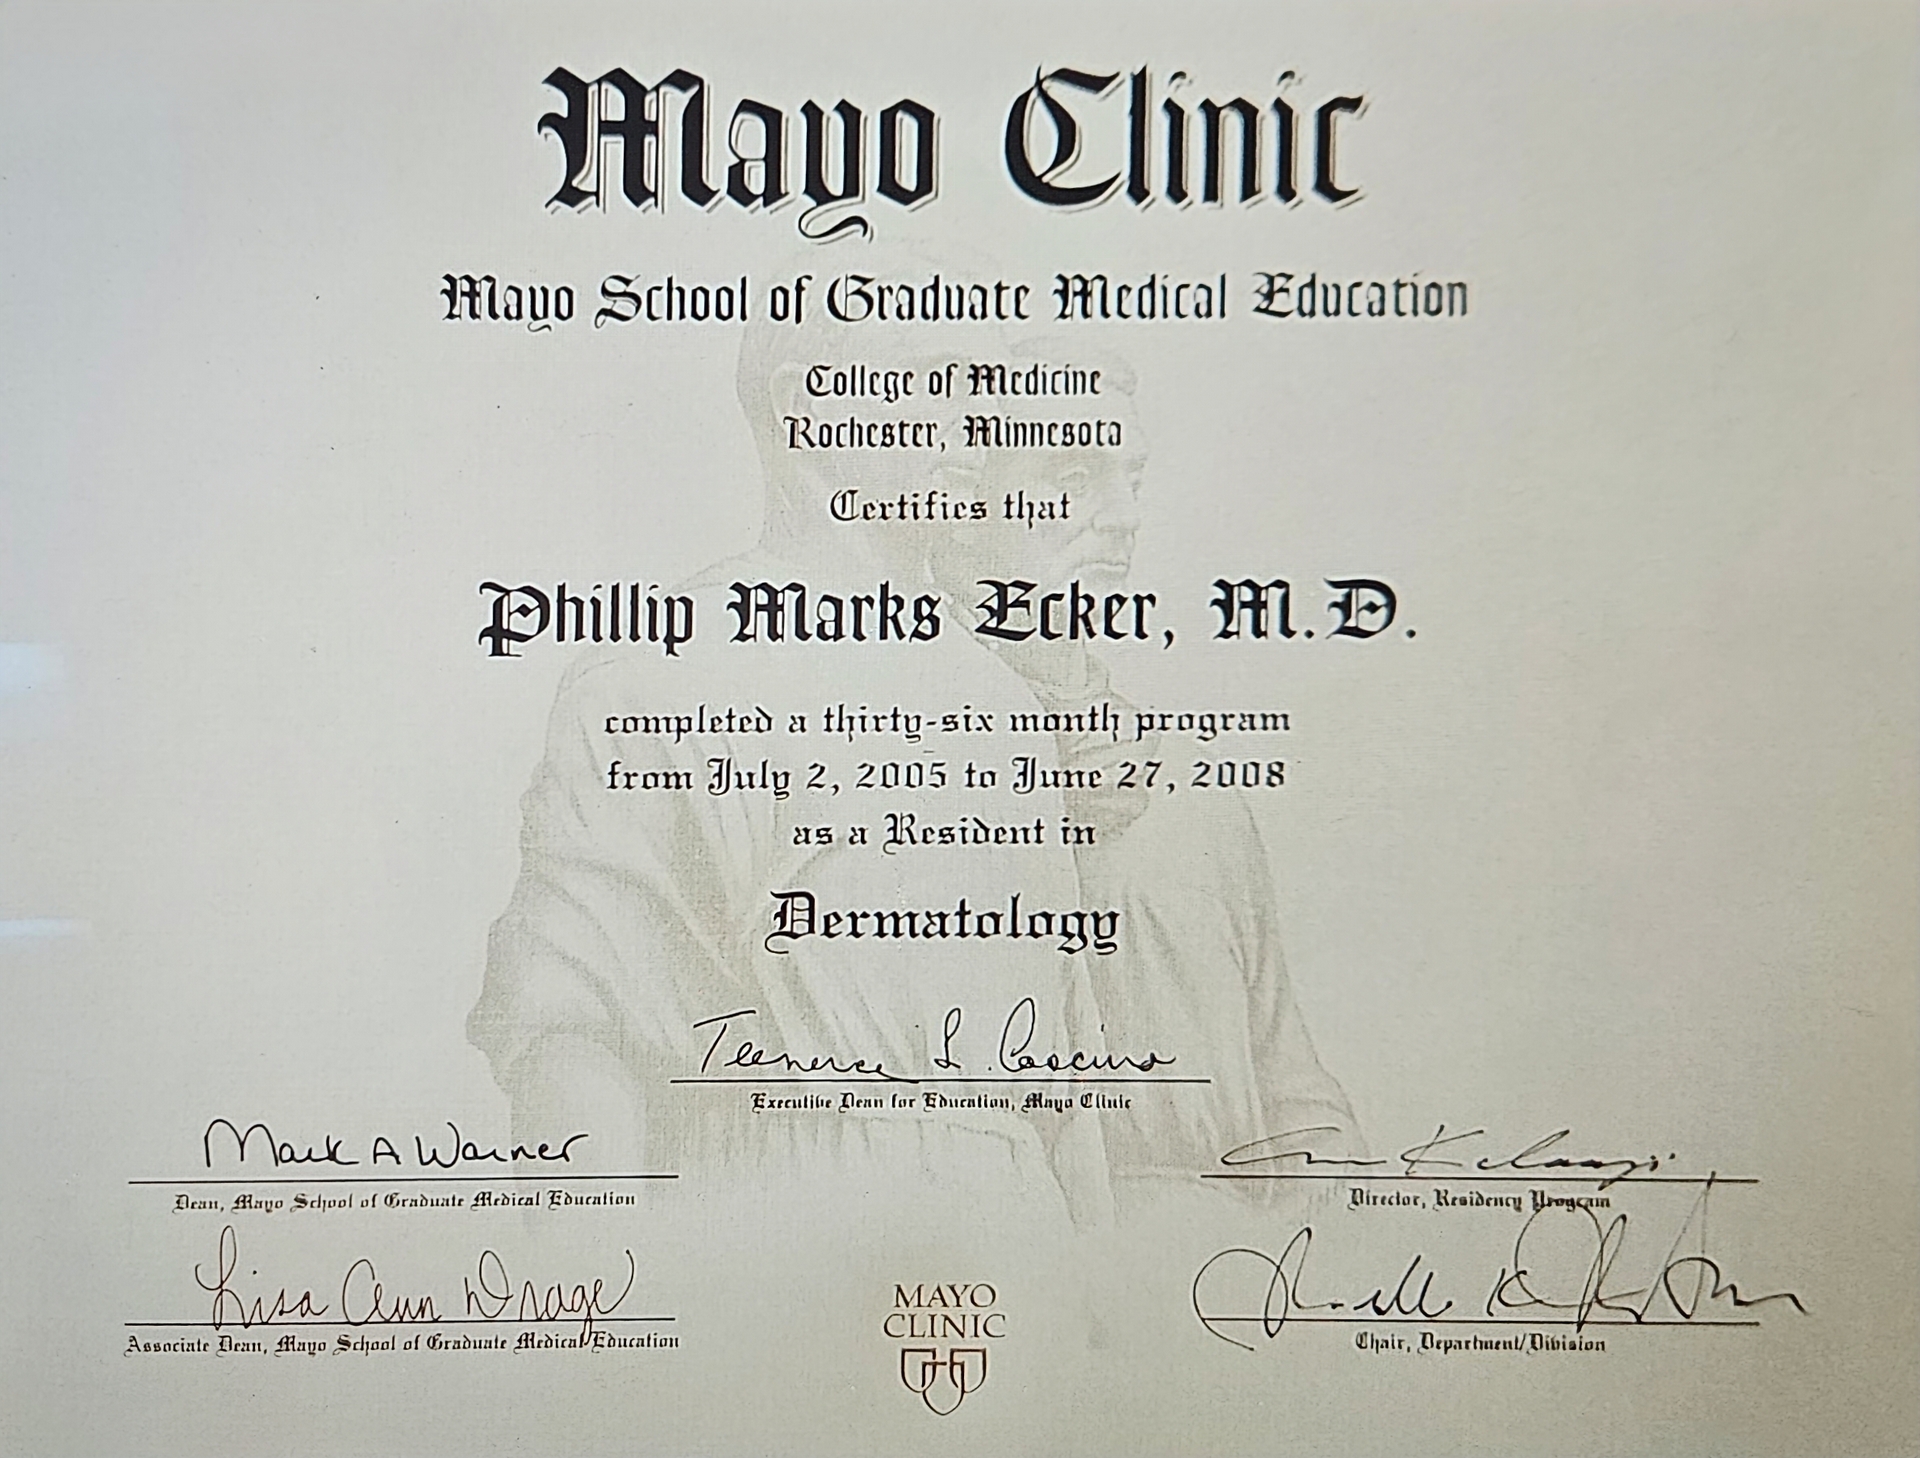 Mayo Clinic
Mayo School of Graduate Medical Education
College of Medicine
Rochester, Minnesota
Certifies that
Phillip Marks Ecker, M.D.
completed a thirty-six month program
from July 2, 2005 to June 27, 2008
as a Resident in
Dermatology
Terrence L. Cascino
Executive Dean for Education, Mayo Clinic
Mark A Warner
Dean, Mayo School of Graduate Medical Education
Director, Residency Program
Lisa Ann Drage
Associate Dean, Mayo School of Graduate Medical Education
Chair, Department/Division
MAYO
CLINIC